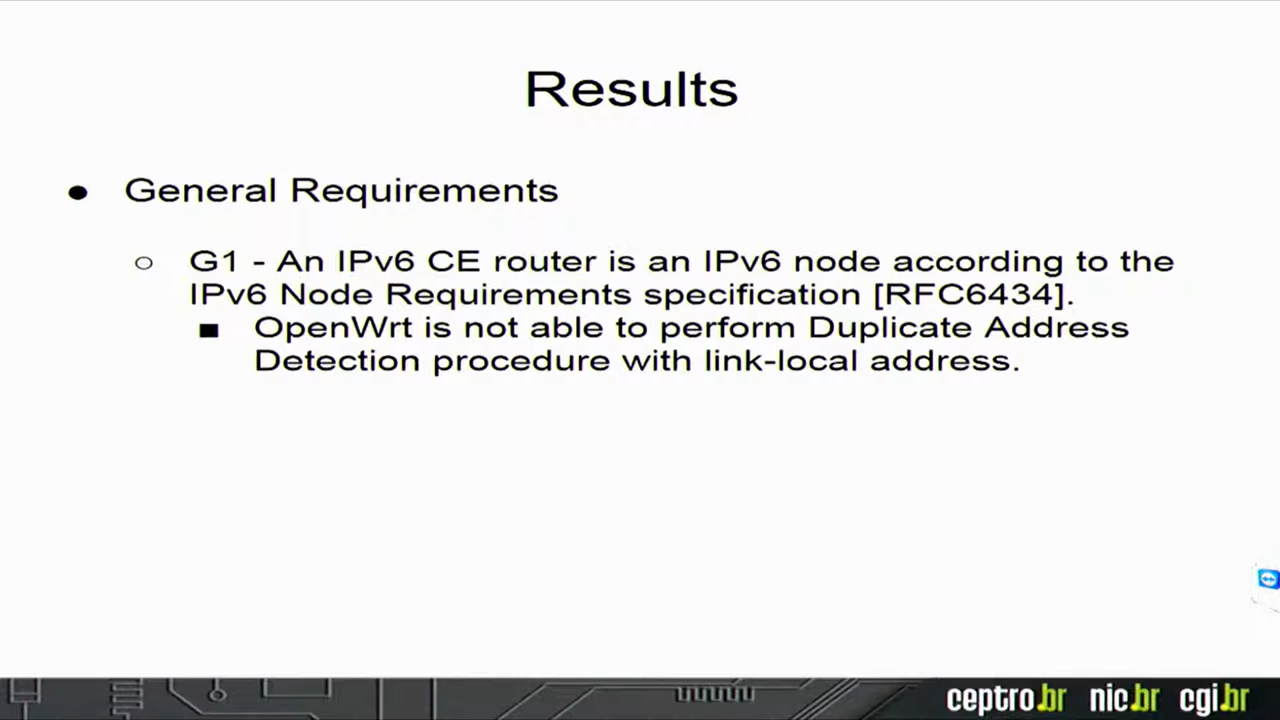 Results
● General Requirements
○ G1 - An IPv6 CE router is an IPv6 node according to the
IPv6 Node Requirements specification [RFC6434].
■ OpenWrt is not able to perform Duplicate Address
Detection procedure with link-local address.
ceptro.br nic.br cgi.br